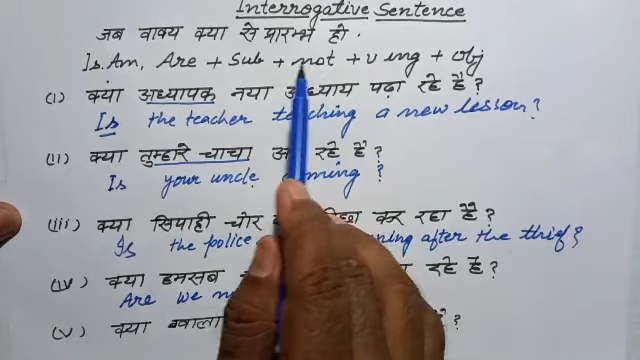 Interrogative Sentence
जब वाक्य क्या से प्रारम्भ हो .
Is, Am, Are + Sub + not + v ing + Obj
(i) क्या अध्यापक नया अध्याय पढ़ा रहे है ?
Is the teacher teaching a new lesson?
(ii) क्या तुम्हारे चाचा रहे है ?
Is your uncle coming ?
(iii) क्या सिपाही चोर कर रहा है ?
Is the police after the thief ?
(iv) क्या हमसब रहे है ?
Are we
(v) क्या ग्वाला ?